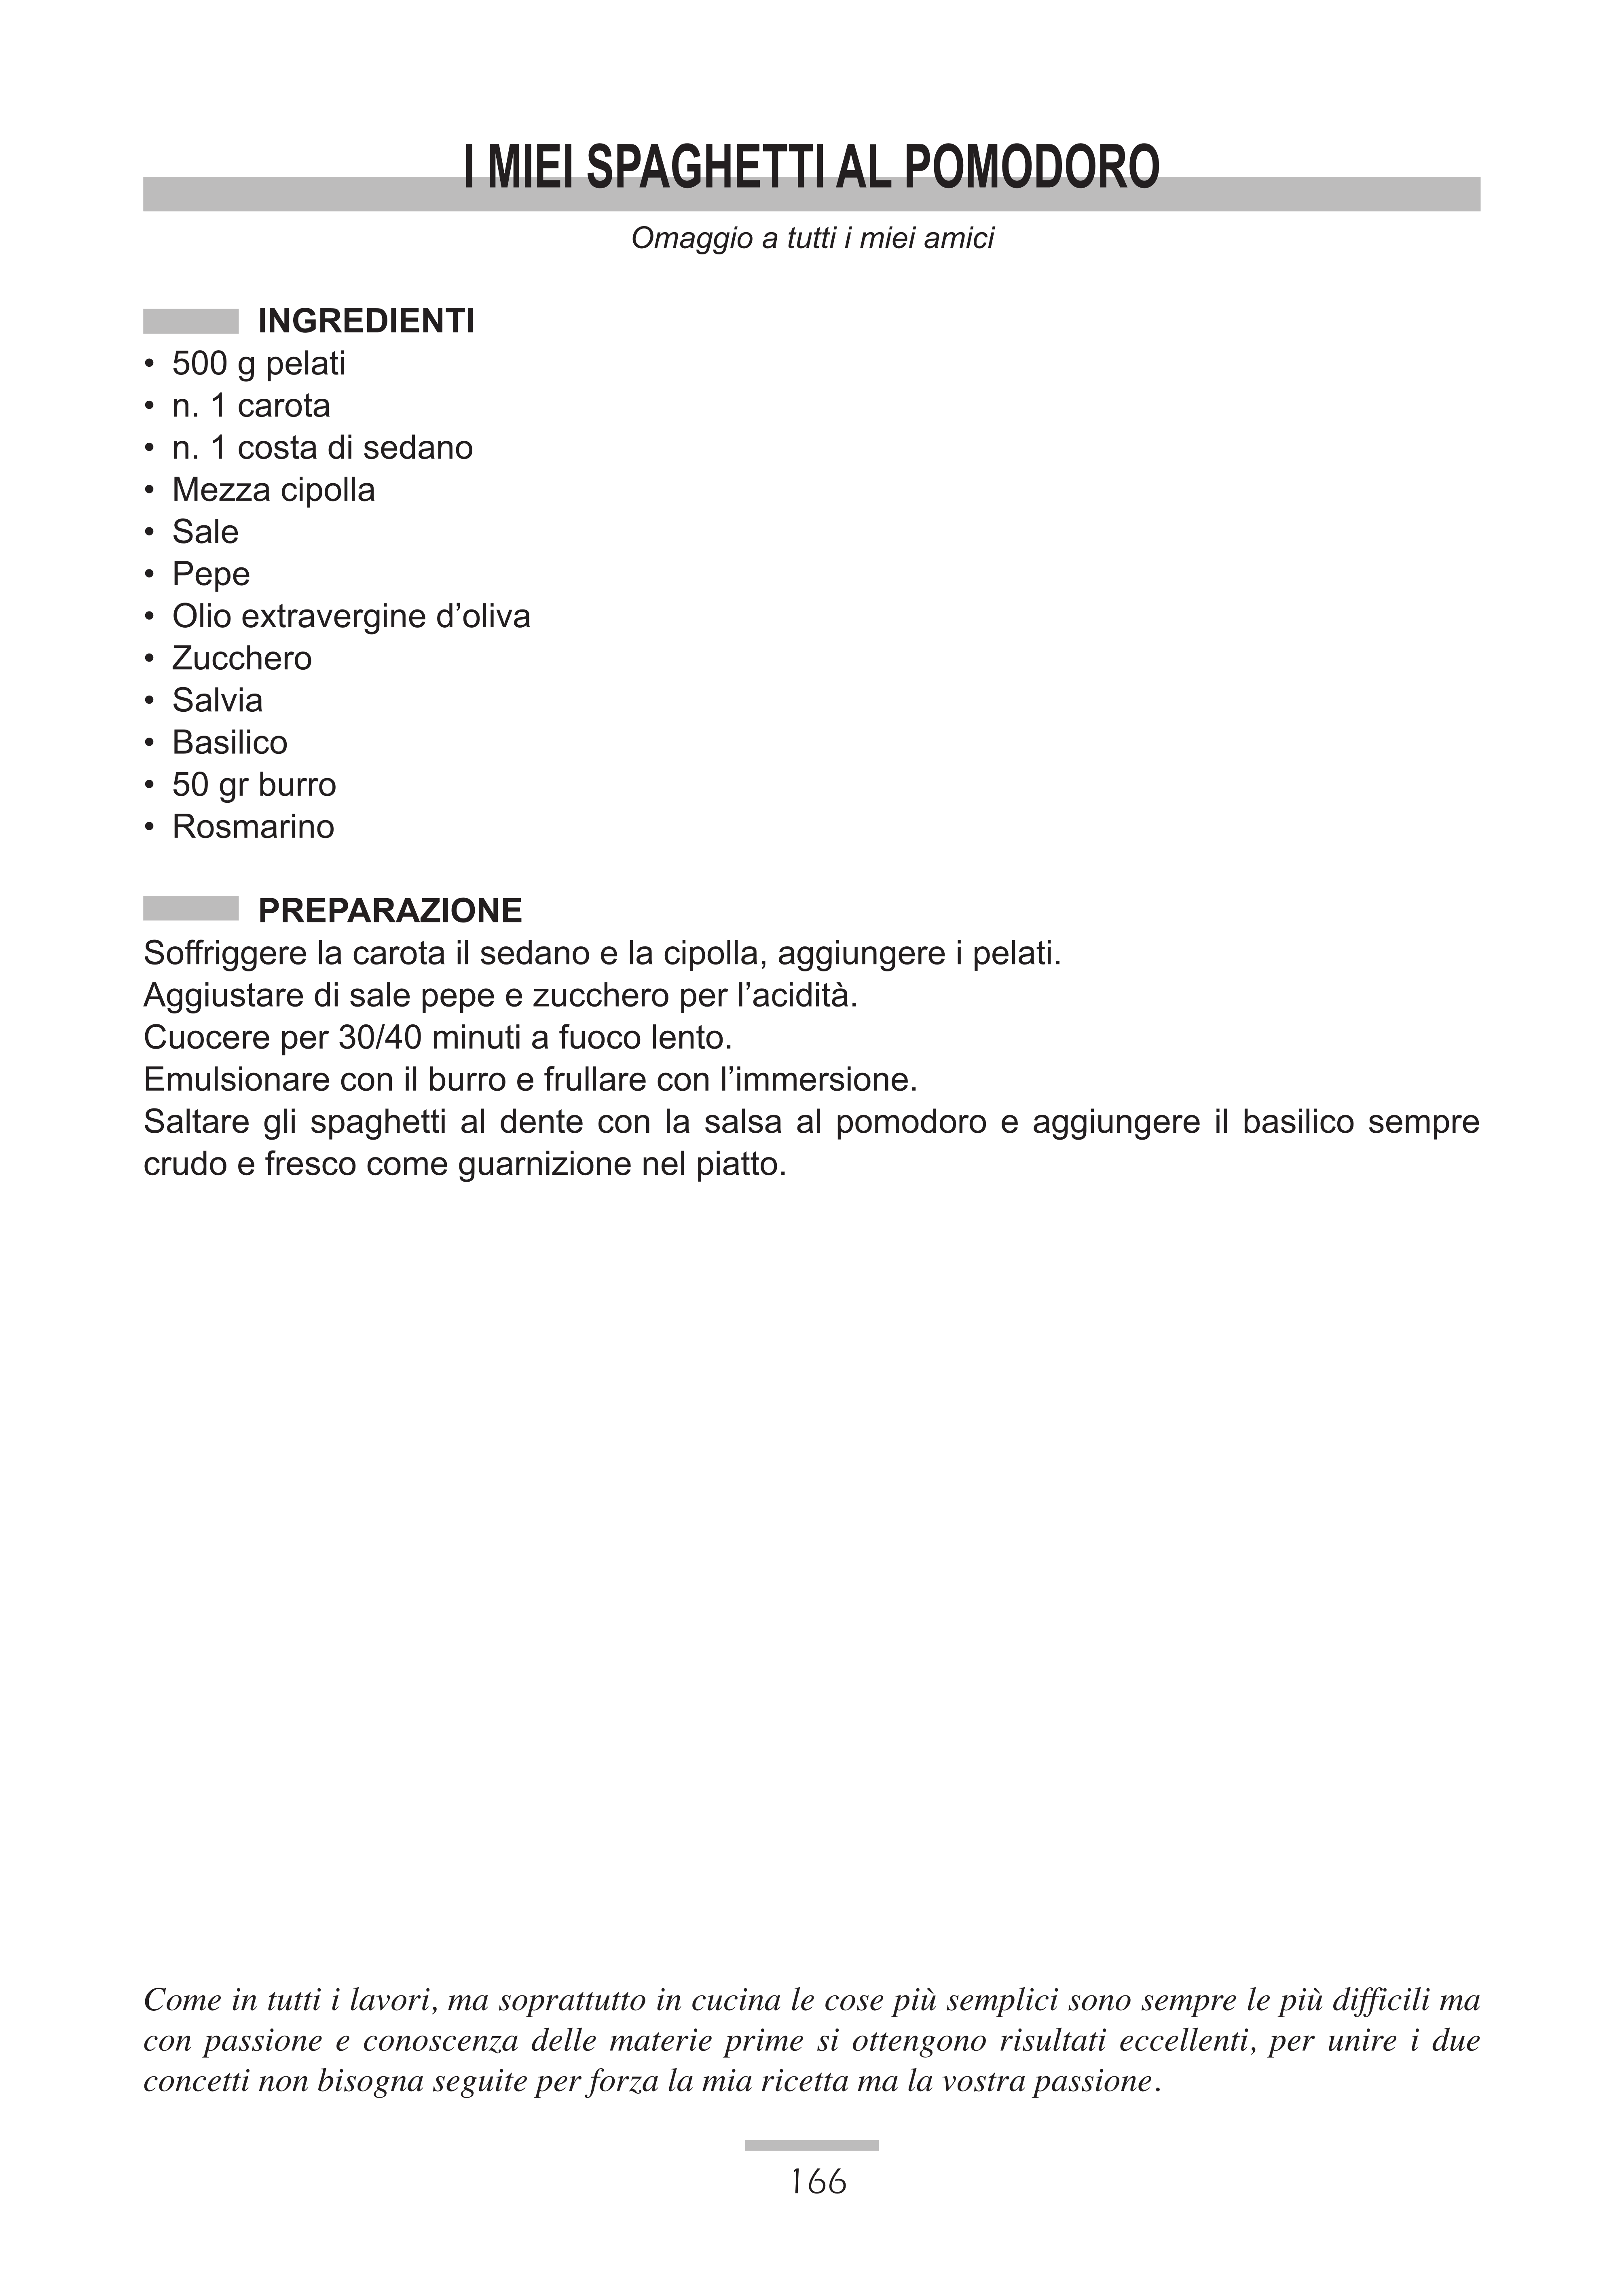 I MIEI SPAGHETTI AL POMODORO
Omaggio a tutti i miei amici
INGREDIENTI
• 500 g pelati
• n. 1 carota
• n. 1 costa di sedano
• Mezza cipolla
• Sale
• Pepe
• Olio extravergine d’oliva
• Zucchero
• Salvia
• Basilico
• 50 gr burro
• Rosmarino
PREPARAZIONE
Soffriggere la carota il sedano e la cipolla, aggiungere i pelati.
Aggiustare di sale pepe e zucchero per l’acidità.
Cuocere per 30/40 minuti a fuoco lento.
Emulsionare con il burro e frullare con l’immersione.
Saltare gli spaghetti al dente con la salsa al pomodoro e aggiungere il basilico sempre
crudo e fresco come guarnizione nel piatto.
Come in tutti i lavori, ma soprattutto in cucina le cose più semplici sono sempre le più difficili ma
con passione e conoscenza delle materie prime si ottengono risultati eccellenti, per unire i due
concetti non bisogna seguite per forza la mia ricetta ma la vostra passione.
166